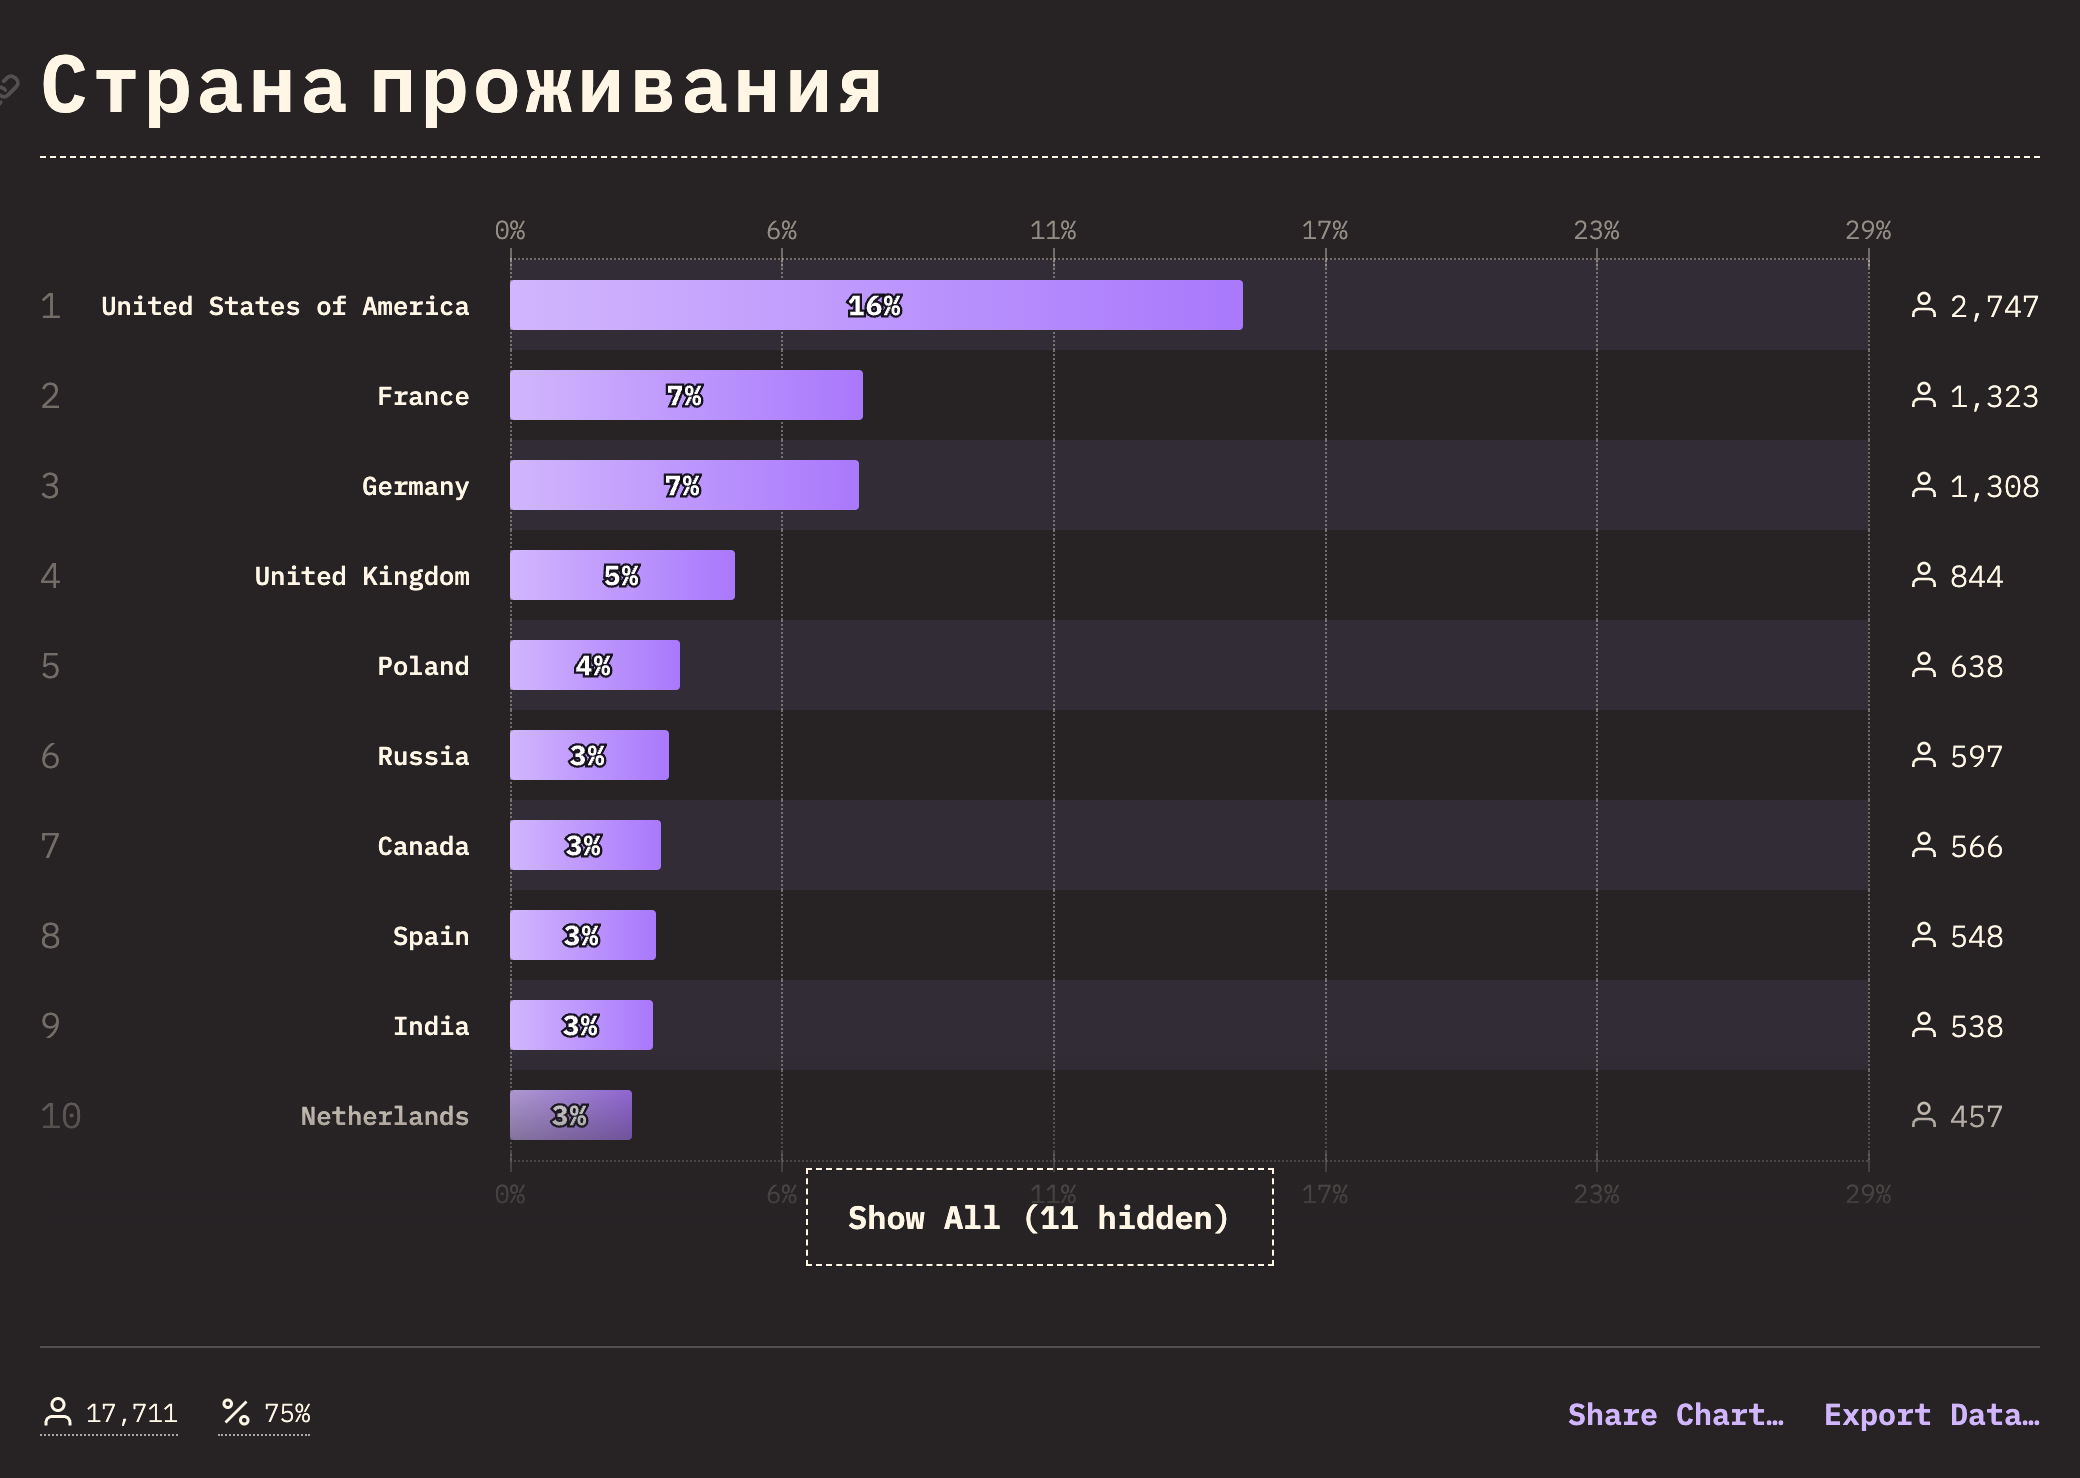 Страна проживания
0% 6% 11% 17% 23% 29%
1 United States of America 16% 2,747
2 France 7% 1,323
3 Germany 7% 1,308
4 United Kingdom 5% 844
5 Poland 4% 638
6 Russia 3% 597
7 Canada 3% 566
8 Spain 3% 548
9 India 3% 538
10 Netherlands 3% 457
0% 6% 11% 17% 23% 29%
Show All (11 hidden)
17,711 % 75% Share Chart… Export Data…